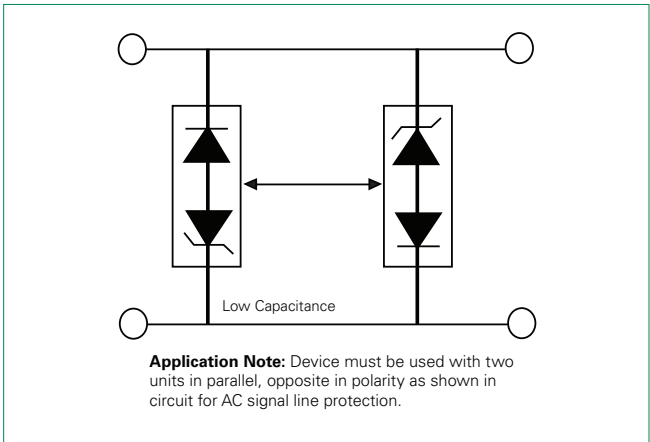 Low Capacitance
Application Note: Device must be used with two
units in parallel, opposite in polarity as shown in
circuit for AC signal line protection.